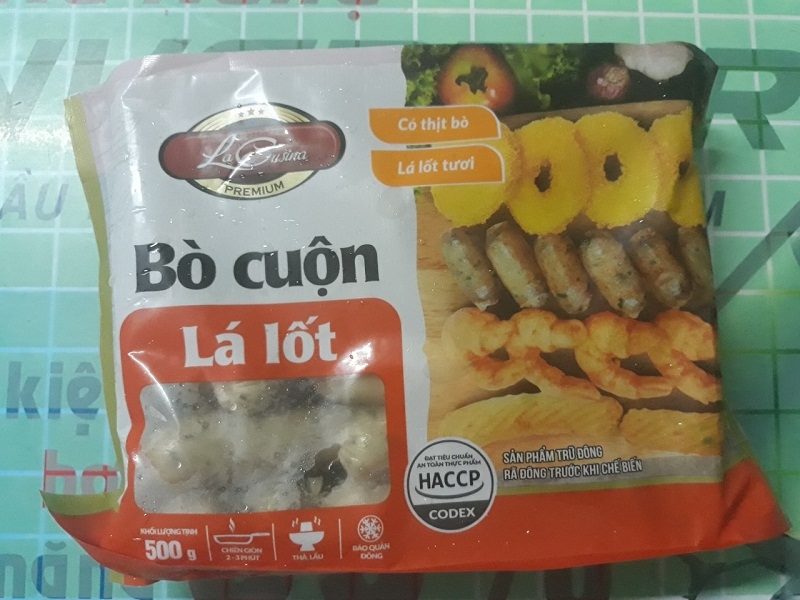 La Cusina
PREMIUM
Có thịt bò
Lá lốt tươi
Bò cuộn
Lá lốt
SẢN PHẨM TRỮ ĐÔNG
RÃ ĐÔNG TRƯỚC KHI CHẾ BIẾN
ĐẠT TIÊU CHUẨN
AN TOÀN THỰC PHẨM
HACCP
CODEX
KHỐI LƯỢNG TỊNH
500 g
CHIÊN GIÒN
2 - 3 PHÚT
THẢ LẨU
BẢO QUẢN
ĐÔNG
kiệ
năng